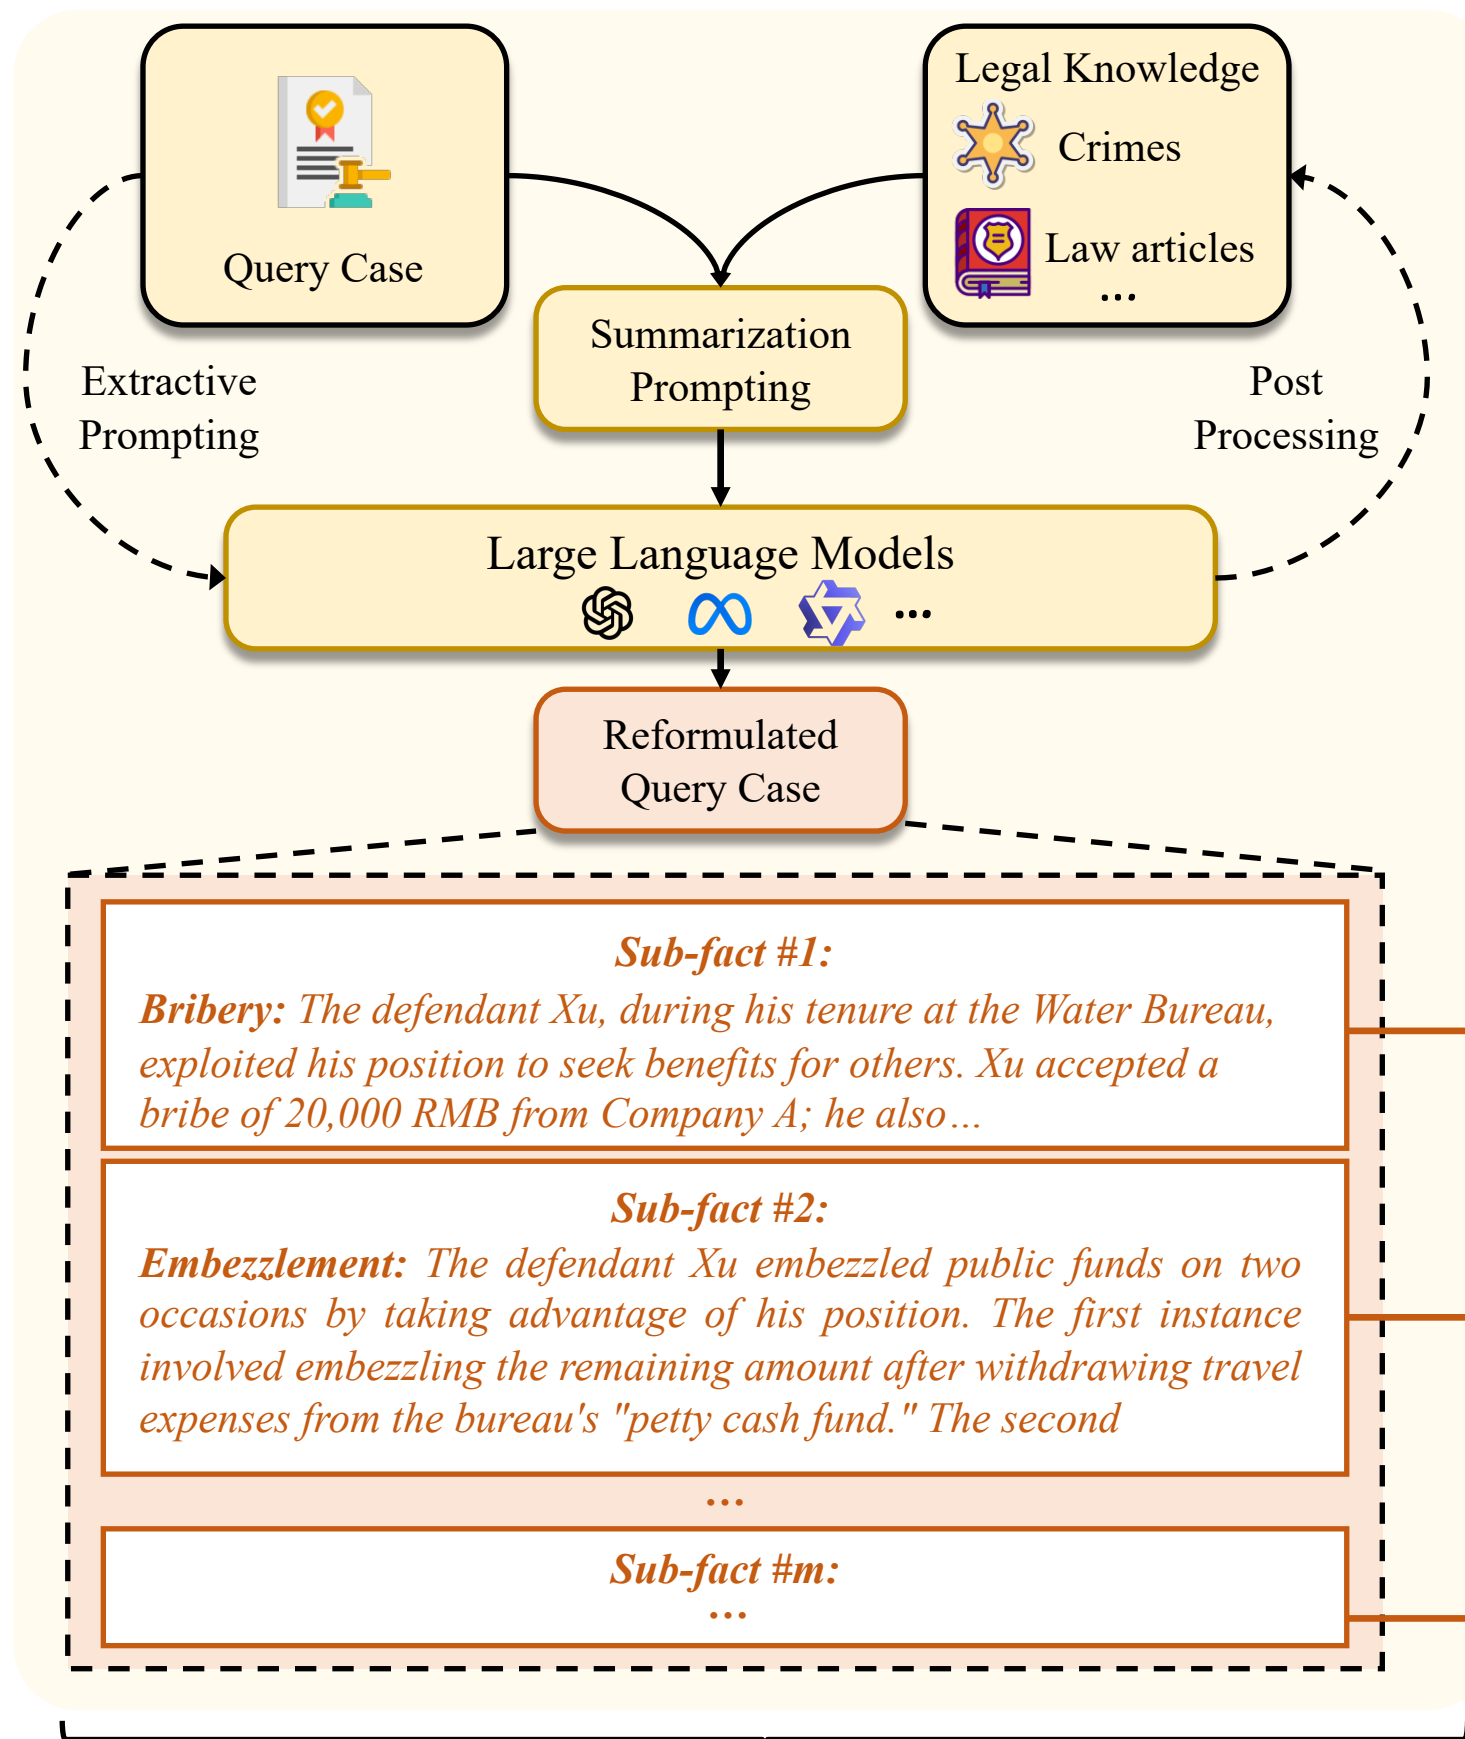 Query Case
Legal Knowledge
Crimes
Law articles
...
Summarization
Prompting
Extractive
Prompting
Post
Processing
Large Language Models
...
Reformulated
Query Case
Sub-fact #1:
Bribery: The defendant Xu, during his tenure at the Water Bureau,
exploited his position to seek benefits for others. Xu accepted a
bribe of 20,000 RMB from Company A; he also...
Sub-fact #2:
Embezzlement: The defendant Xu embezzled public funds on two
occasions by taking advantage of his position. The first instance
involved embezzling the remaining amount after withdrawing travel
expenses from the bureau's "petty cash fund." The second
...
Sub-fact #m:
...